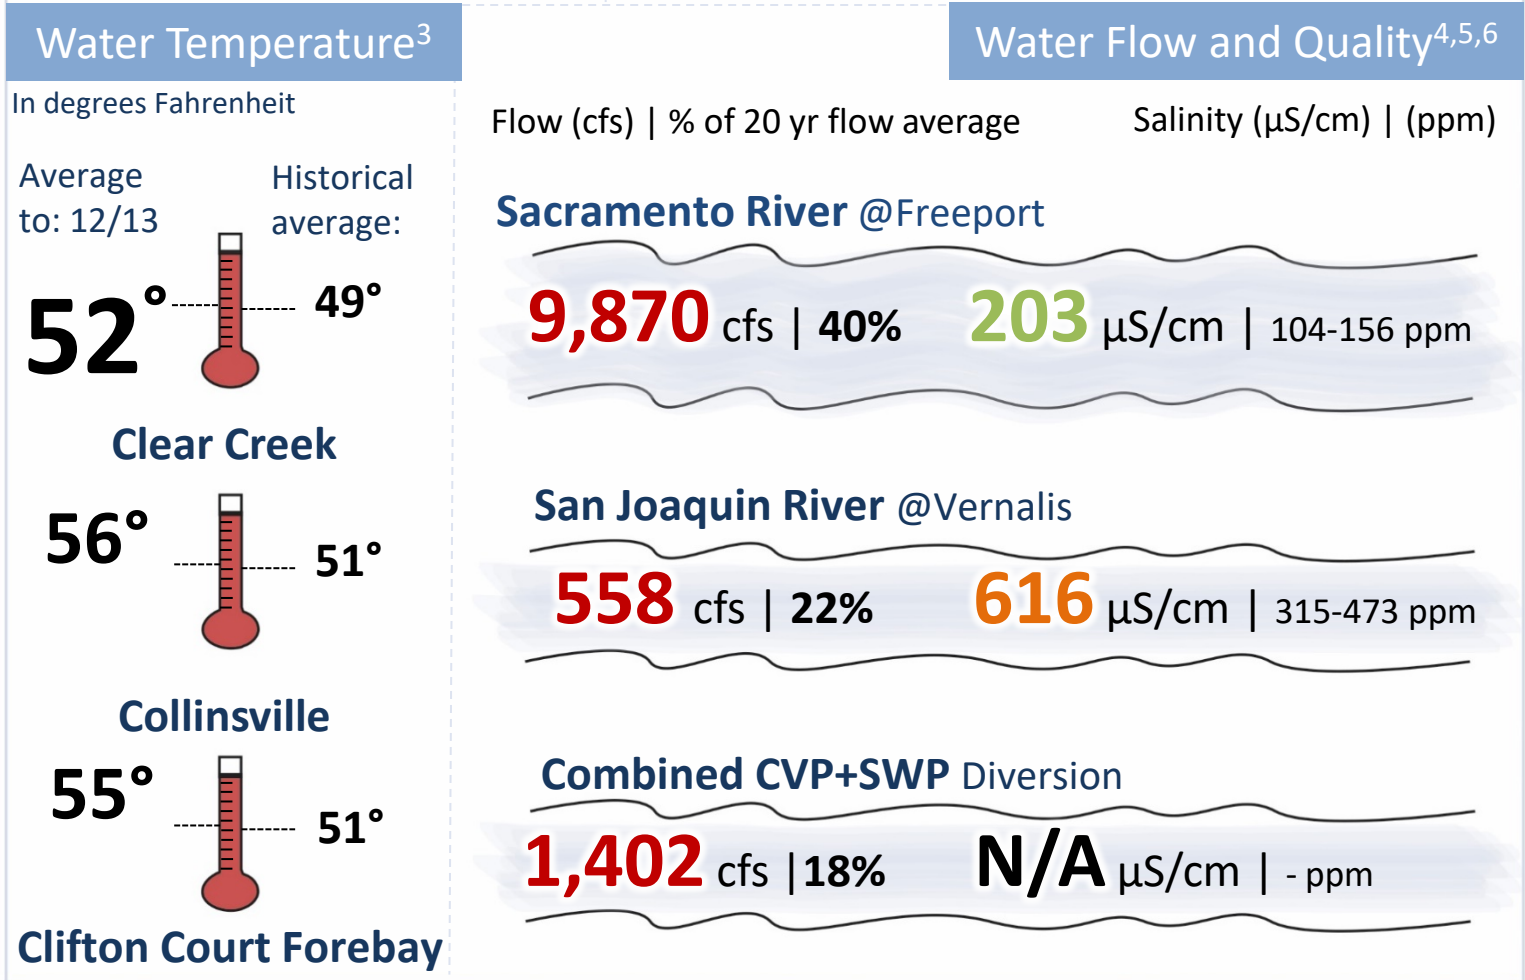 Water Temperature³
In degrees Fahrenheit
Average
to: 12/13
Historical
average:
52°
49°
Clear Creek
56°
51°
Collinsville
55°
51°
Clifton Court Forebay
Water Flow and Quality⁴,⁵,⁶
Flow (cfs) | % of 20 yr flow average
Salinity (µS/cm) | (ppm)
Sacramento River @Freeport
9,870 cfs | 40% 203 µS/cm | 104-156 ppm
San Joaquin River @Vernalis
558 cfs | 22% 616 µS/cm | 315-473 ppm
Combined CVP+SWP Diversion
1,402 cfs |18% N/A µS/cm | - ppm